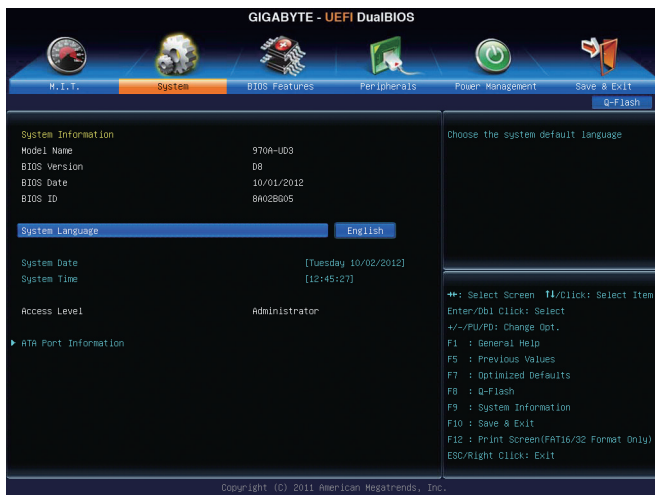 GIGABYTE - UEFI DualBIOS
M.I.T. System BIOS Features Peripherals Power Management Save & Exit
Q-Flash
System Information
Model Name 970A-UD3
BIOS Version D8
BIOS Date 10/01/2012
BIOS ID 8A02BG05
System Language English
System Date [Tuesday 10/02/2012]
System Time [12:45:27]
Access Level Administrator
ATA Port Information
Choose the system default language
→←: Select Screen ↑↓/Click: Select Item
Enter/Dbl Click: Select
+/-/PU/PD: Change Opt.
F1 : General Help
F5 : Previous Values
F7 : Optimized Defaults
F8 : Q-Flash
F9 : System Information
F10 : Save & Exit
F12 : Print Screen(FAT16/32 Format Only)
ESC/Right Click: Exit
Copyright (C) 2011 American Megatrends, Inc.